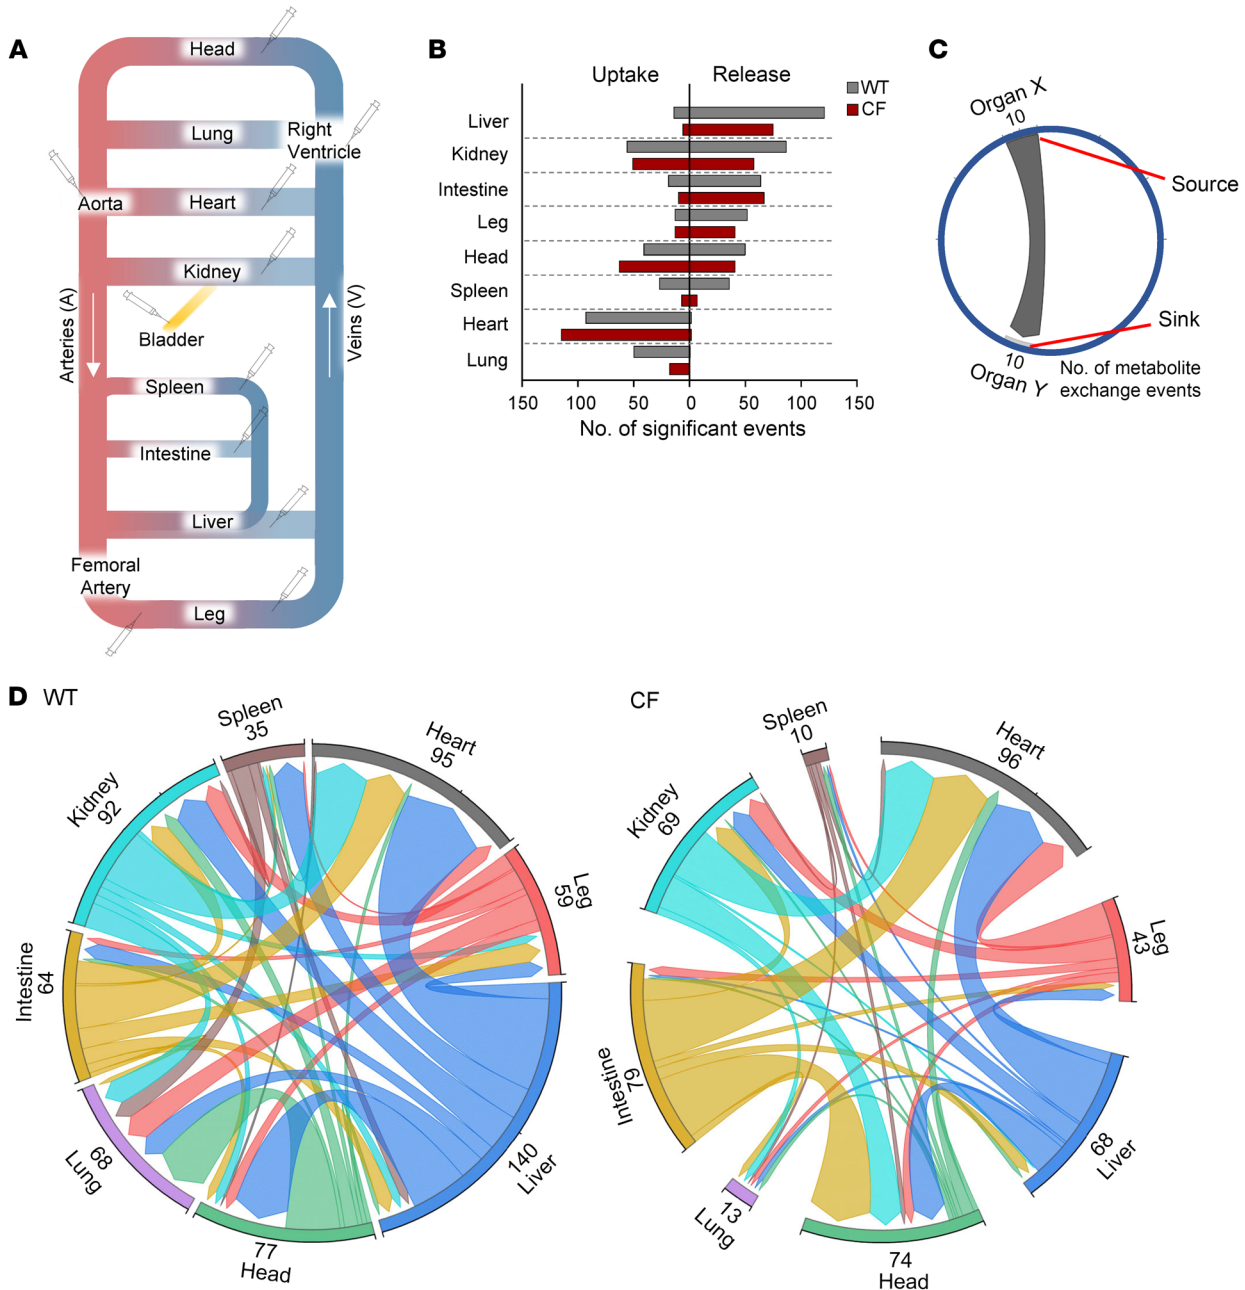 A
Head
Lung
Right
Ventricle
Aorta
Heart
Kidney
Bladder
Arteries (A)
Veins (V)
Spleen
Intestine
Liver
Femoral
Artery
Leg
B
Uptake
Release
WT
CF
Liver
Kidney
Intestine
Leg
Head
Spleen
Heart
Lung
150 100 50 0 50 100 150
No. of significant events
C
Organ X
10
Source
Sink
10
Organ Y
No. of metabolite
exchange events
D WT
Spleen
35
Heart
95
Leg
59
140
Liver
77
Head
68
Lung
Intestine
64
Kidney
92
CF
Spleen
10
Heart
96
Leg
43
68
Liver
74
Head
13
Lung
Intestine
79
Kidney
69